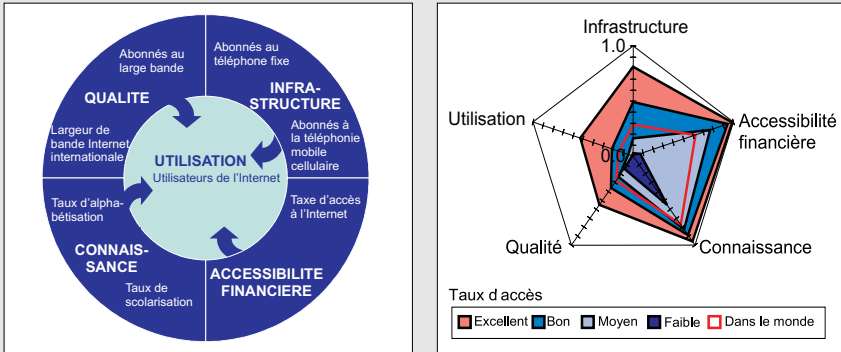 Abonnés au
large bande
QUALITE
Largeur de
bande Internet
internationale
Abonnés au
téléphone fixe
INFRA-
STRUCTURE
Abonnés à
la téléphonie
mobile
cellulaire
UTILISATION
Utilisateurs de l'Internet
Taux d'alpha-
bétisation
CONNAIS-
SANCE
Taux de
scolarisation
Taxe d'accès
à l'Internet
ACCESSIBILITE
FINANCIERE
Infrastructure
1.0
Utilisation
Accessibilité
financière
0.0
Qualité
Connaissance
Taux d'accès
Excellent Bon Moyen Faible Dans le monde